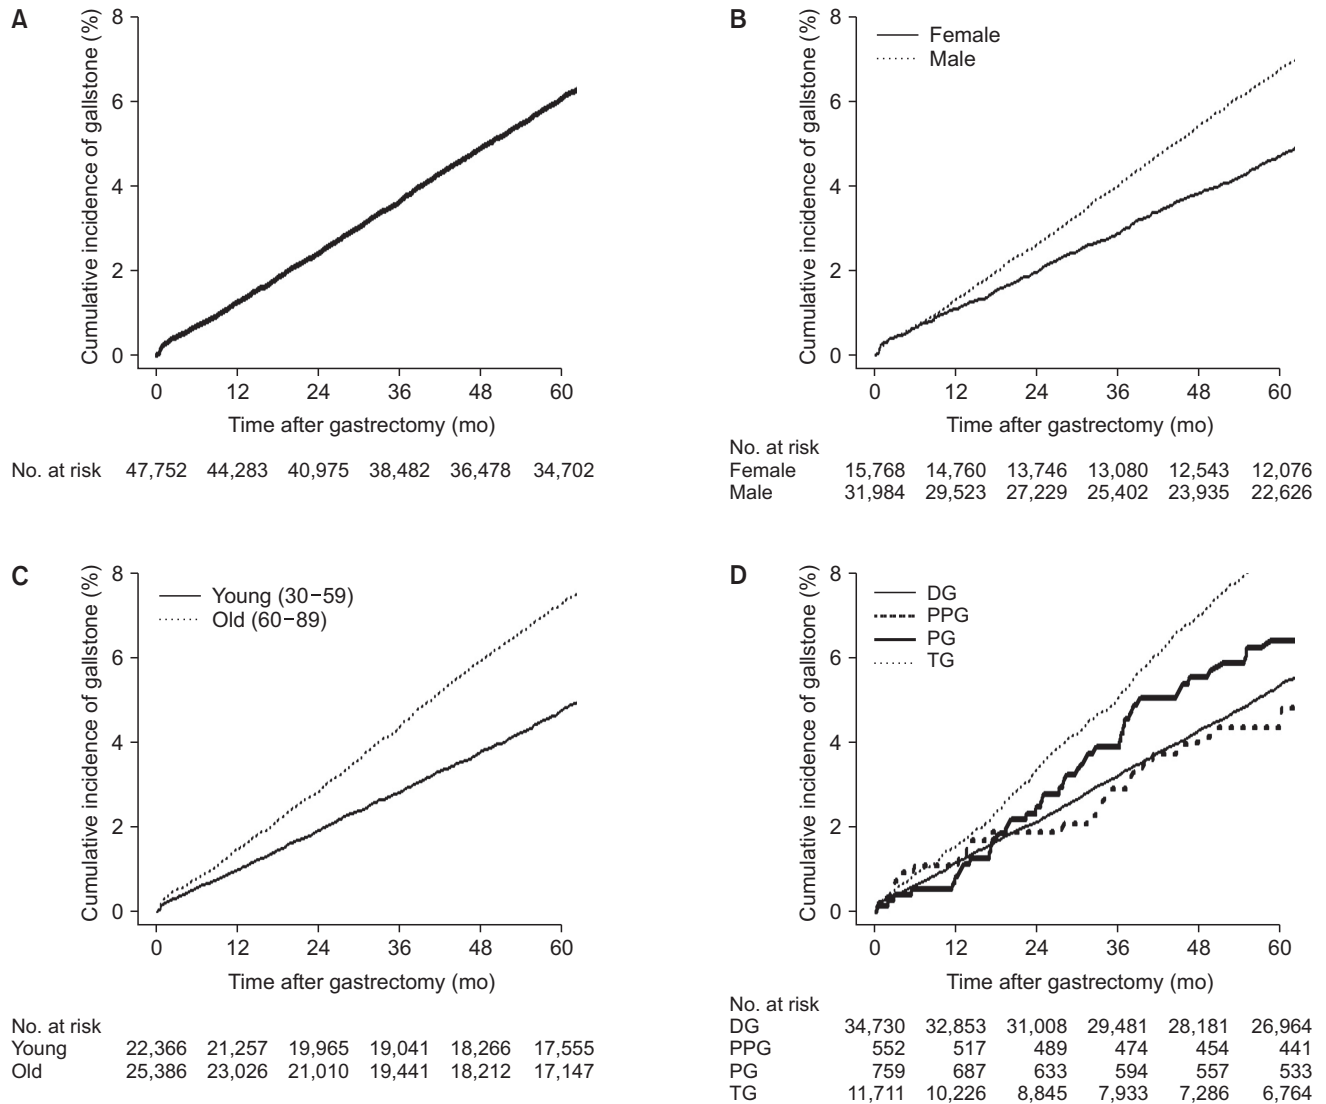 A
Cumulative incidence of gallstone (%)
8
6
4
2
0
0 12 24 36 48 60
Time after gastrectomy (mo)
No. at risk 47,752 44,283 40,975 38,482 36,478 34,702
B
Cumulative incidence of gallstone (%)
8
6
4
2
0
Female
Male
0 12 24 36 48 60
Time after gastrectomy (mo)
No. at risk
Female 15,768 14,760 13,746 13,080 12,543 12,076
Male 31,984 29,523 27,229 25,402 23,935 22,626
C
Cumulative incidence of gallstone (%)
8
6
4
2
0
Young (30–59)
Old (60–89)
0 12 24 36 48 60
Time after gastrectomy (mo)
No. at risk
Young 22,366 21,257 19,965 19,041 18,266 17,555
Old 25,386 23,026 21,010 19,441 18,212 17,147
D
Cumulative incidence of gallstone (%)
8
6
4
2
0
DG
PPG
PG
TG
0 12 24 36 48 60
Time after gastrectomy (mo)
No. at risk
DG 34,730 32,853 31,008 29,481 28,181 26,964
PPG 552 517 489 474 454 441
PG 759 687 633 594 557 533
TG 11,711 10,226 8,845 7,933 7,286 6,764